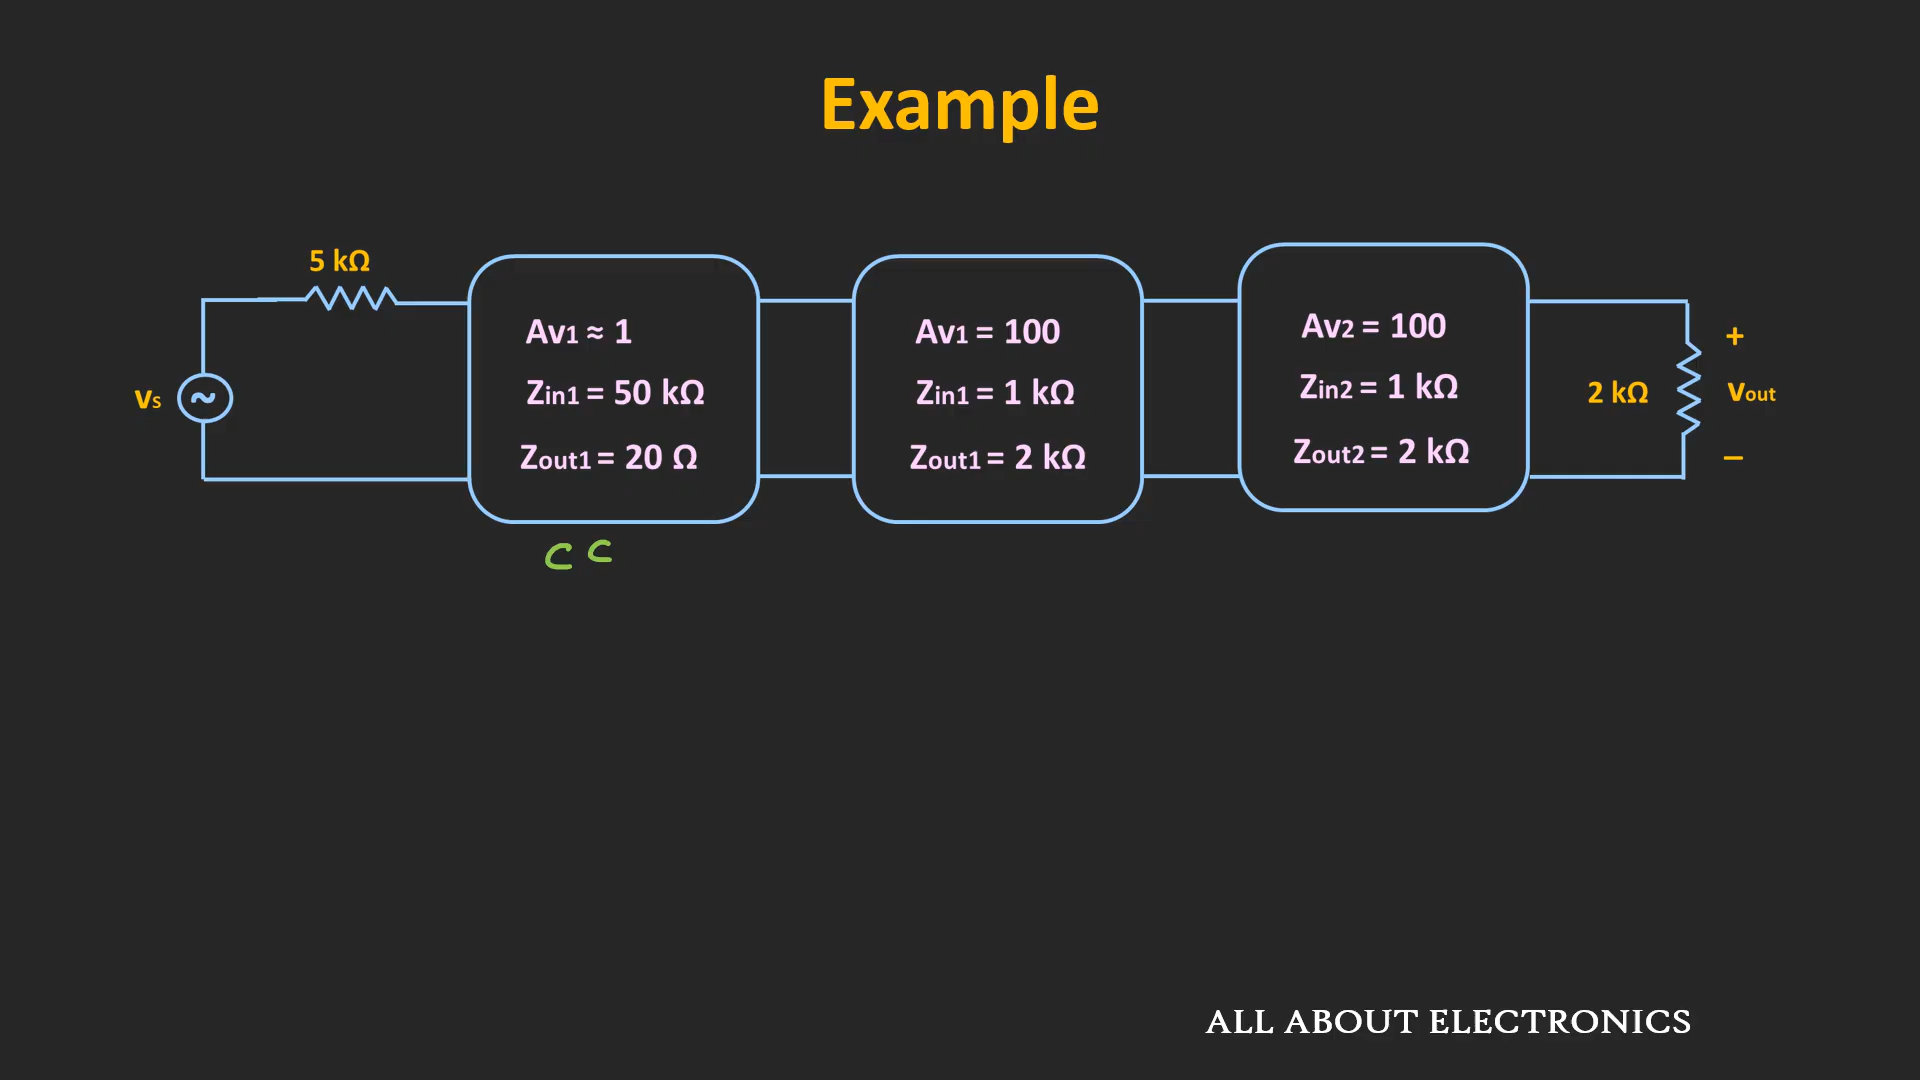 Example
5 kΩ
vs
Av1 ≈ 1
Zin1 = 50 kΩ
Zout1 = 20 Ω
Av1 = 100
Zin1 = 1 kΩ
Zout1 = 2 kΩ
Av2 = 100
Zin2 = 1 kΩ
Zout2 = 2 kΩ
2 kΩ
+
vout
–
CC
ALL ABOUT ELECTRONICS